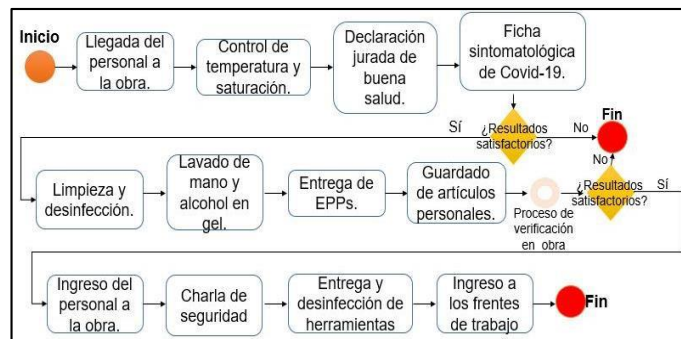 Inicio
Llegada del
personal a
la obra.
Control de
temperatura y
saturación.
Declaración
jurada de
buena
salud.
Ficha
sintomatológica
de Covid-19.
Fin
Sí
¿Resultados
satisfactorios?
No
Limpieza y
desinfección.
Lavado de
mano y
alcohol en
gel.
Entrega de
EPPs.
Guardado de
artículos
personales.
Proceso de
verificación
en obra
No
¿Resultados
satisfactorios?
Sí
Ingreso del
personal a
la obra.
Charla de
seguridad
Entrega y
desinfección de
herramientas
Ingreso a
los frentes
de trabajo
Fin